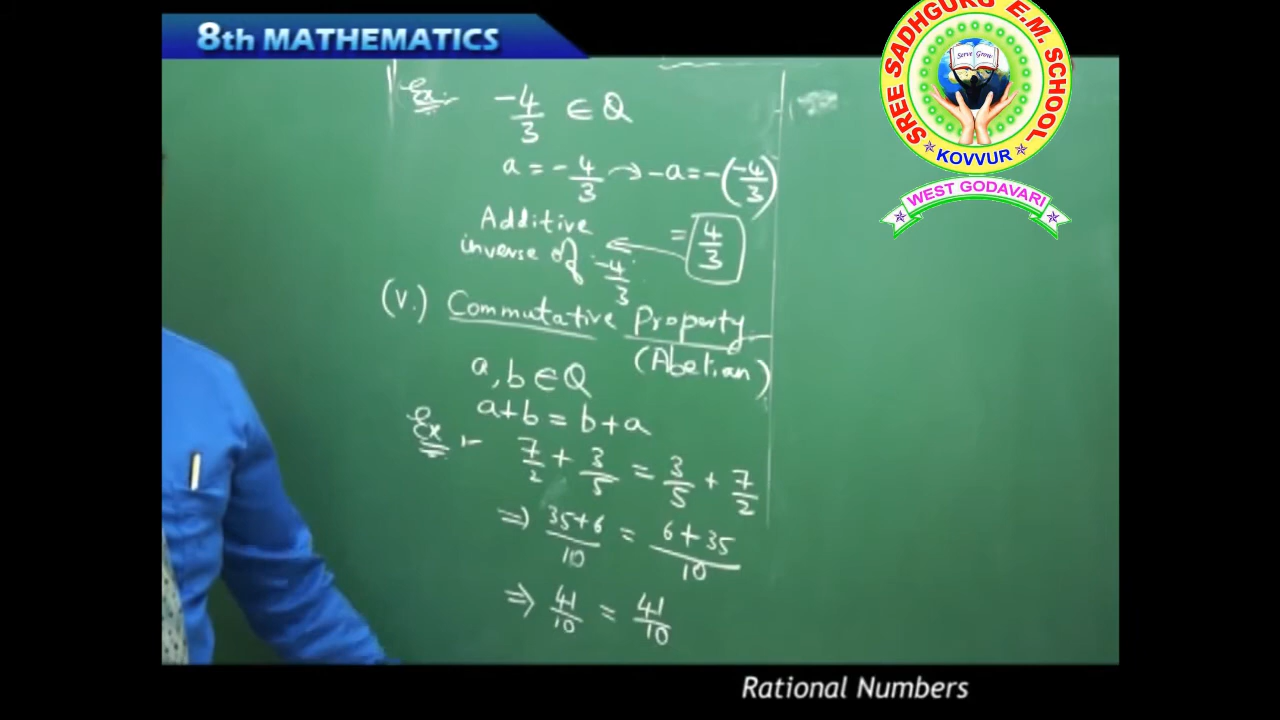 8th MATHEMATICS
SREE SADHGURU E.M. SCHOOL
Serve Grow
★ KOVVUR ★
★ WEST GODAVARI ★
Ex:- -4/3 ∈ Q
a = -4/3 → -a = -(-4/3)
= 4/3
Additive
inverse of -4/3
(V.) Commutative Property
(Abelian)
a, b ∈ Q
a+b = b+a
Ex :- 7/2 + 3/5 = 3/5 + 7/2
⇒ 35+6/10 = 6+35/10
⇒ 41/10 = 41/10
Rational Numbers